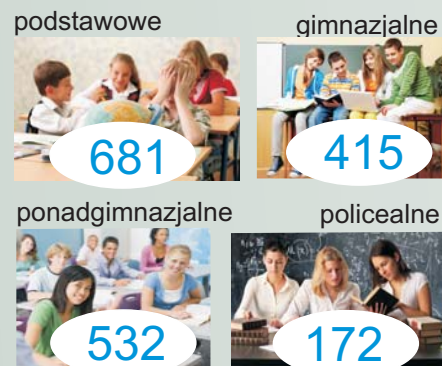 podstawowe
gimnazjalne
681
415
ponadgimnazjalne
policealne
532
172